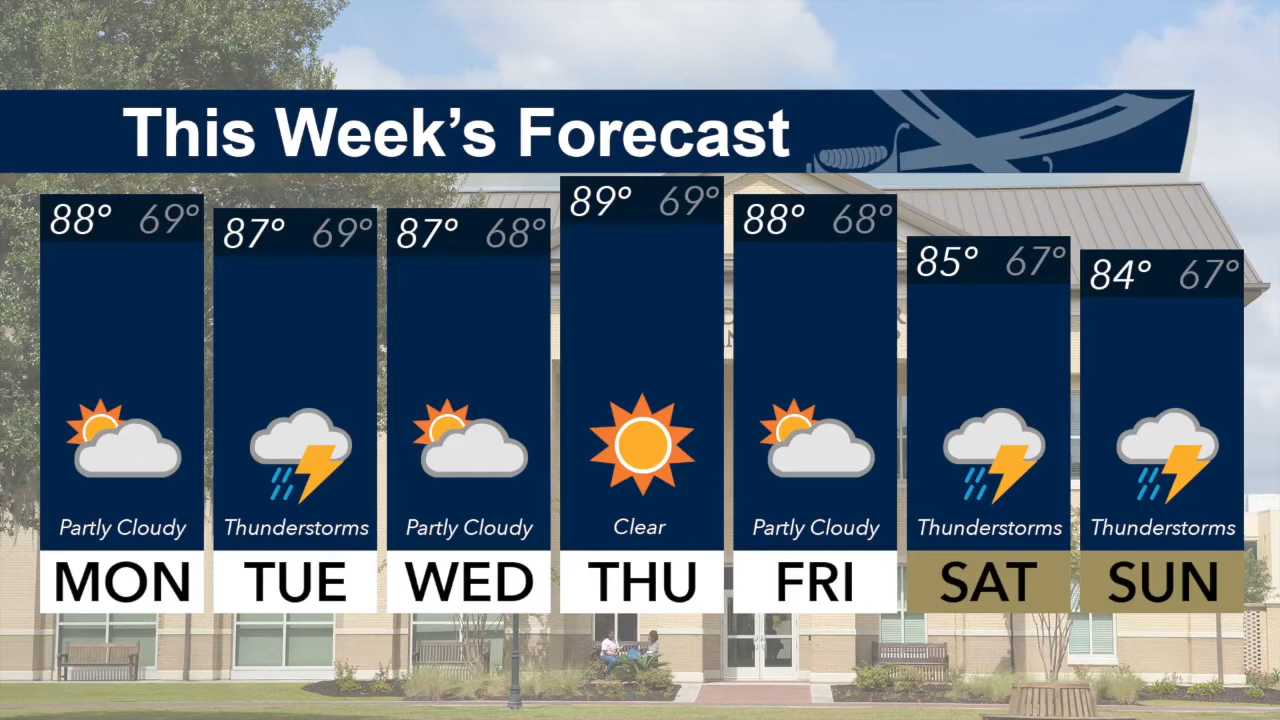 This Week's Forecast
88° 69°
87° 69°
87° 68°
89° 69°
88° 68°
85° 67°
84° 67°
Partly Cloudy
Thunderstorms
Partly Cloudy
Clear
Partly Cloudy
Thunderstorms
Thunderstorms
MON
TUE
WED
THU
FRI
SAT
SUN